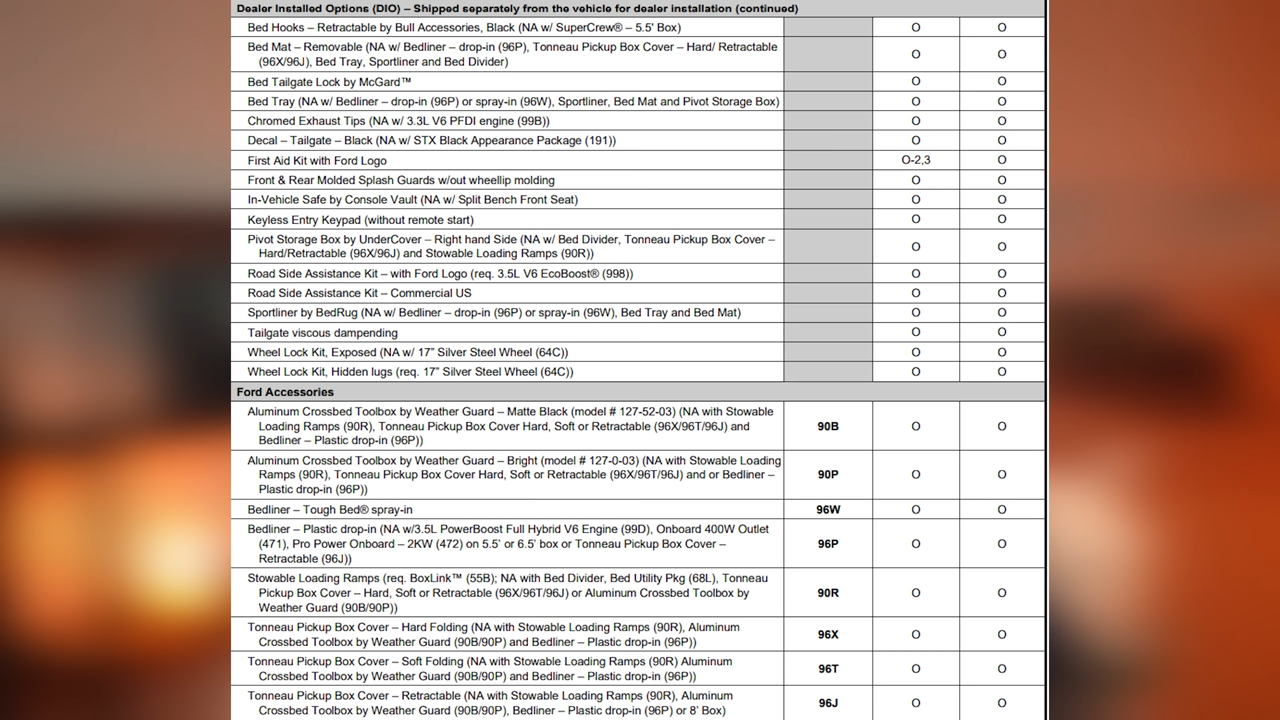 Dealer Installed Options (DIO) – Shipped separately from the vehicle for dealer installation (continued)
Bed Hooks – Retractable by Bull Accessories, Black (NA w/ SuperCrew® – 5.5' Box) O O
Bed Mat – Removable (NA w/ Bedliner – drop-in (96P), Tonneau Pickup Box Cover – Hard/ Retractable
(96X/96J), Bed Tray, Sportliner and Bed Divider) O O
Bed Tailgate Lock by McGard™ O O
Bed Tray (NA w/ Bedliner – drop-in (96P) or spray-in (96W), Sportliner, Bed Mat and Pivot Storage Box) O O
Chromed Exhaust Tips (NA w/ 3.3L V6 PFDI engine (99B)) O O
Decal – Tailgate – Black (NA w/ STX Black Appearance Package (191)) O O
First Aid Kit with Ford Logo O-2,3 O
Front & Rear Molded Splash Guards w/out wheellip molding O O
In-Vehicle Safe by Console Vault (NA w/ Split Bench Front Seat) O O
Keyless Entry Keypad (without remote start) O O
Pivot Storage Box by UnderCover – Right hand Side (NA w/ Bed Divider, Tonneau Pickup Box Cover –
Hard/Retractable (96X/96J) and Stowable Loading Ramps (90R)) O O
Road Side Assistance Kit – with Ford Logo (req. 3.5L V6 EcoBoost® (998)) O O
Road Side Assistance Kit – Commercial US O O
Sportliner by BedRug (NA w/ Bedliner – drop-in (96P) or spray-in (96W), Bed Tray and Bed Mat) O O
Tailgate viscous dampending O O
Wheel Lock Kit, Exposed (NA w/ 17" Silver Steel Wheel (64C)) O O
Wheel Lock Kit, Hidden lugs (req. 17" Silver Steel Wheel (64C)) O O
Ford Accessories
Aluminum Crossbed Toolbox by Weather Guard – Matte Black (model # 127-52-03) (NA with Stowable
Loading Ramps (90R), Tonneau Pickup Box Cover Hard, Soft or Retractable (96X/96T/96J) and 90B O O
Bedliner – Plastic drop-in (96P))
Aluminum Crossbed Toolbox by Weather Guard – Bright (model # 127-0-03) (NA with Stowable Loading
Ramps (90R), Tonneau Pickup Box Cover Hard, Soft or Retractable (96X/96T/96J) and or Bedliner – 90P O O
Plastic drop-in (96P))
Bedliner – Tough Bed® spray-in 96W O O
Bedliner – Plastic drop-in (NA w/3.5L PowerBoost Full Hybrid V6 Engine (99D), Onboard 400W Outlet
(471), Pro Power Onboard – 2KW (472) on 5.5' or 6.5' box or Tonneau Pickup Box Cover – 96P O O
Retractable (96J))
Stowable Loading Ramps (req. BoxLink™ (55B); NA with Bed Divider, Bed Utility Pkg (68L), Tonneau
Pickup Box Cover – Hard, Soft or Retractable (96X/96T/96J) or Aluminum Crossbed Toolbox by 90R O O
Weather Guard (90B/90P))
Tonneau Pickup Box Cover – Hard Folding (NA with Stowable Loading Ramps (90R), Aluminum
Crossbed Toolbox by Weather Guard (90B/90P) and Bedliner – Plastic drop-in (96P)) 96X O O
Tonneau Pickup Box Cover – Soft Folding (NA with Stowable Loading Ramps (90R) Aluminum
Crossbed Toolbox by Weather Guard (90B/90P) and Bedliner – Plastic drop-in (96P)) 96T O O
Tonneau Pickup Box Cover – Retractable (NA with Stowable Loading Ramps (90R), Aluminum
Crossbed Toolbox by Weather Guard (90B/90P), Bedliner – Plastic drop-in (96P) or 8' Box) 96J O O